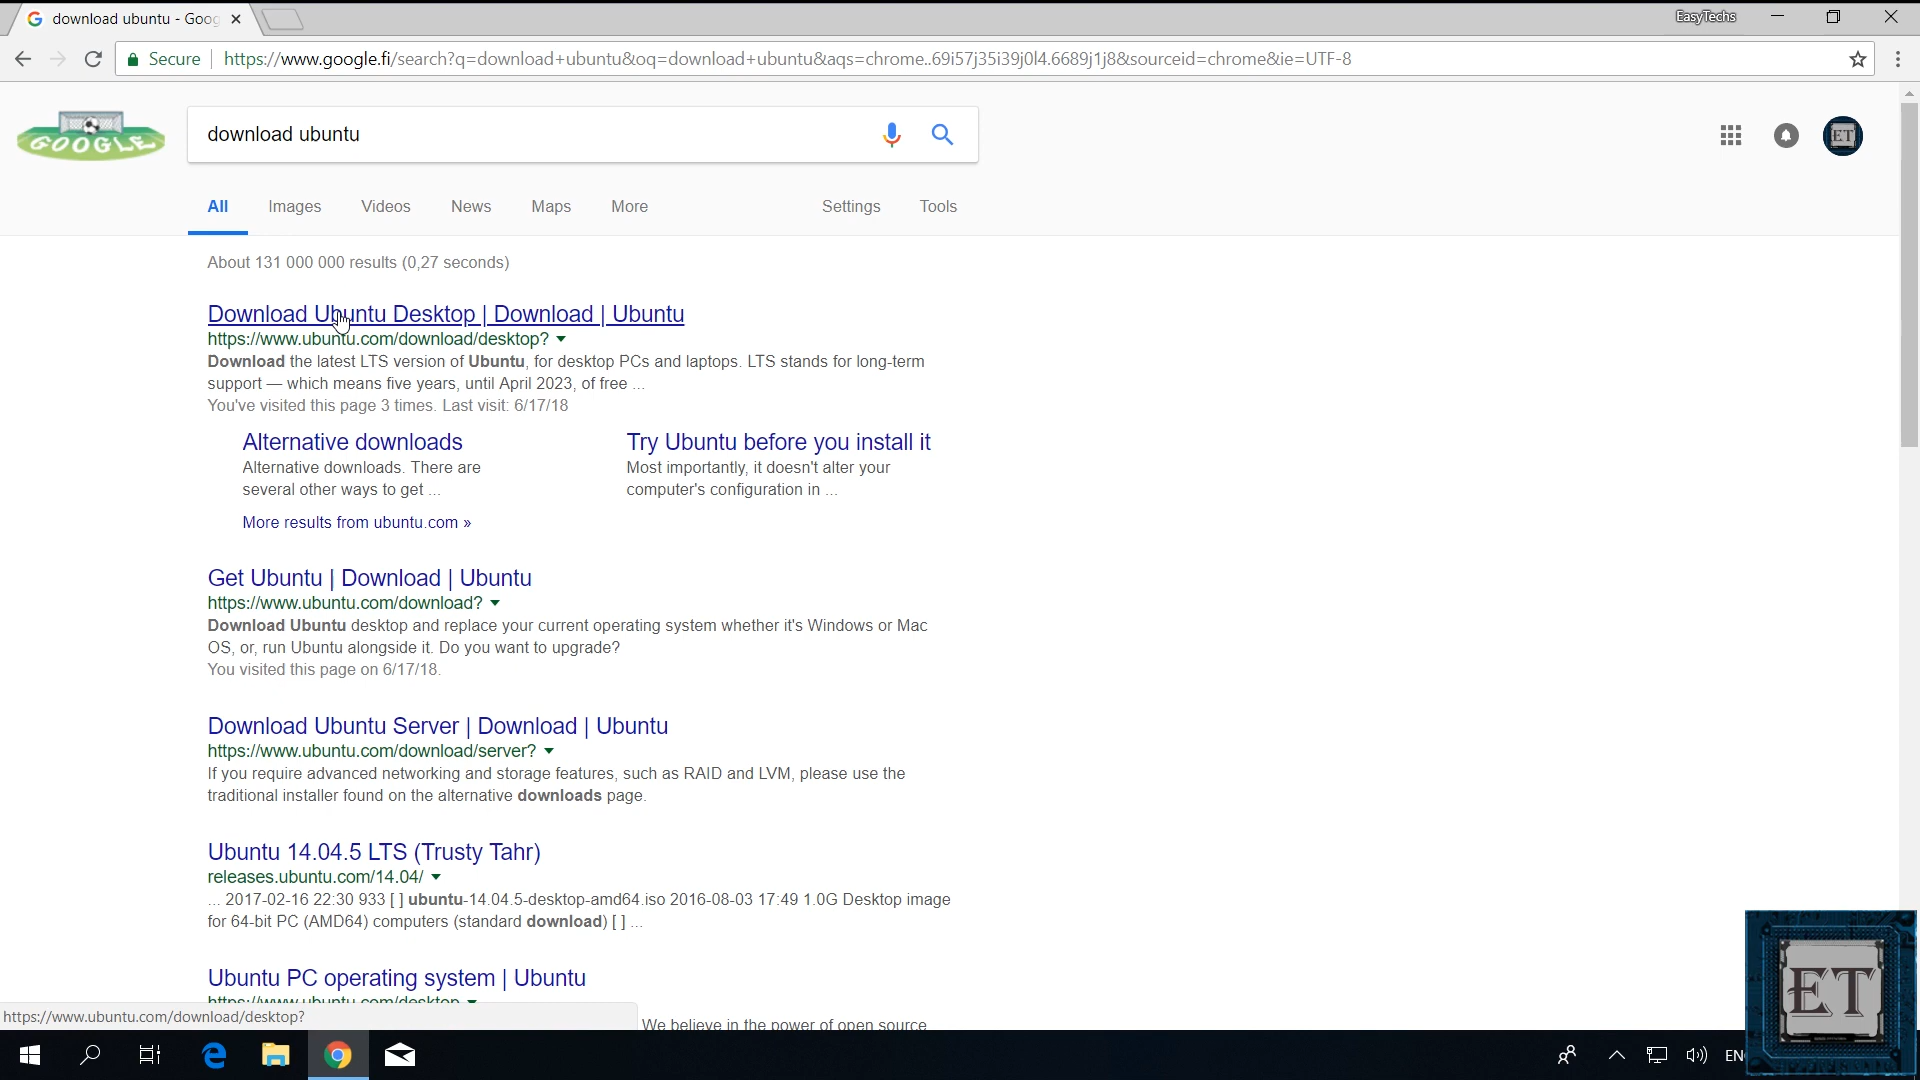 download ubuntu - Goog
EasyTechs
Secure
https://www.google.fi/search?q=download+ubuntu&oq=download+ubuntu&aqs=chrome..69i57j35i39j0l4.6689j1j8&sourceid=chrome&ie=UTF-8
GOOGLE
download ubuntu
ET
All Images Videos News Maps More Settings Tools
About 131 000 000 results (0,27 seconds)
Download Ubuntu Desktop | Download | Ubuntu
https://www.ubuntu.com/download/desktop?
Download the latest LTS version of Ubuntu, for desktop PCs and laptops. LTS stands for long-term
support — which means five years, until April 2023, of free ...
You've visited this page 3 times. Last visit: 6/17/18
Alternative downloads
Alternative downloads. There are
several other ways to get ...
Try Ubuntu before you install it
Most importantly, it doesn't alter your
computer's configuration in ...
More results from ubuntu.com »
Get Ubuntu | Download | Ubuntu
https://www.ubuntu.com/download?
Download Ubuntu desktop and replace your current operating system whether it's Windows or Mac
OS, or, run Ubuntu alongside it. Do you want to upgrade?
You visited this page on 6/17/18.
Download Ubuntu Server | Download | Ubuntu
https://www.ubuntu.com/download/server?
If you require advanced networking and storage features, such as RAID and LVM, please use the
traditional installer found on the alternative downloads page.
Ubuntu 14.04.5 LTS (Trusty Tahr)
releases.ubuntu.com/14.04/
... 2017-02-16 22:30 933 [ ] ubuntu-14.04.5-desktop-amd64.iso 2016-08-03 17:49 1.0G Desktop image
for 64-bit PC (AMD64) computers (standard download) [ ] ...
Ubuntu PC operating system | Ubuntu
https://www.ubuntu.com/desktop
We believe in the power of open source
https://www.ubuntu.com/download/desktop?
EN
ET